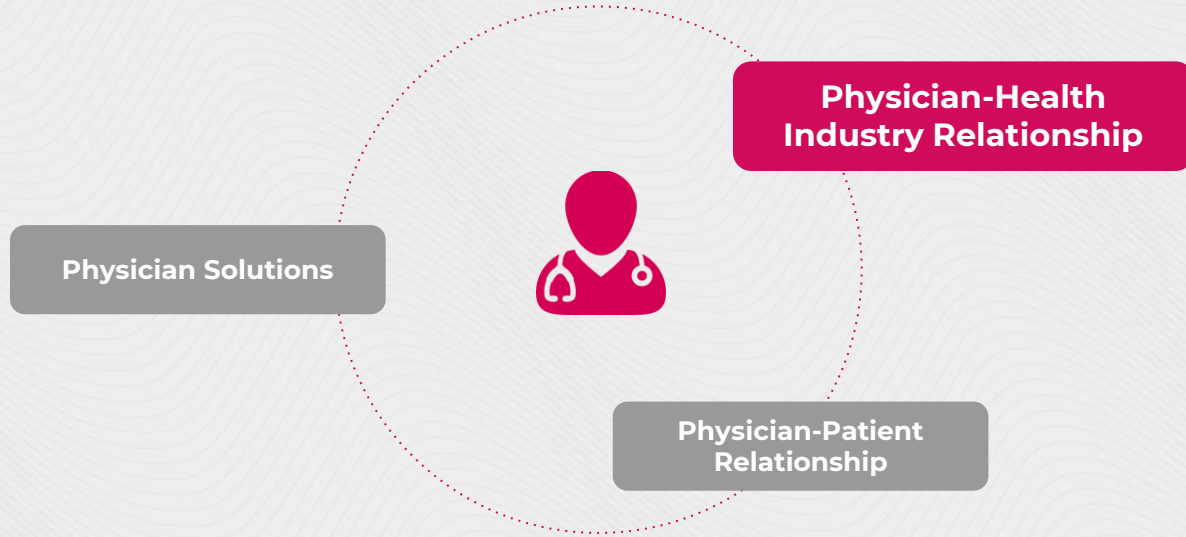 Physician-Health
Industry Relationship
Physician Solutions
Physician-Patient
Relationship